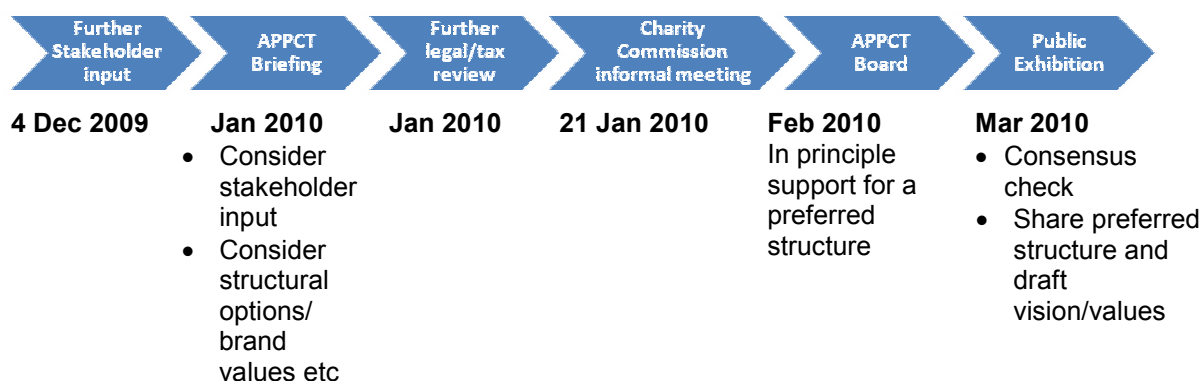 Further
Stakeholder
input
APPCT
Briefing
Further
legal/tax
review
Charity
Commission
informal meeting
APPCT
Board
Public
Exhibition
4 Dec 2009
Jan 2010
• Consider
stakeholder
input
• Consider
structural
options/
brand
values etc
Jan 2010
21 Jan 2010
Feb 2010
In principle
support for a
preferred
structure
Mar 2010
• Consensus
check
• Share preferred
structure and
draft
vision/values